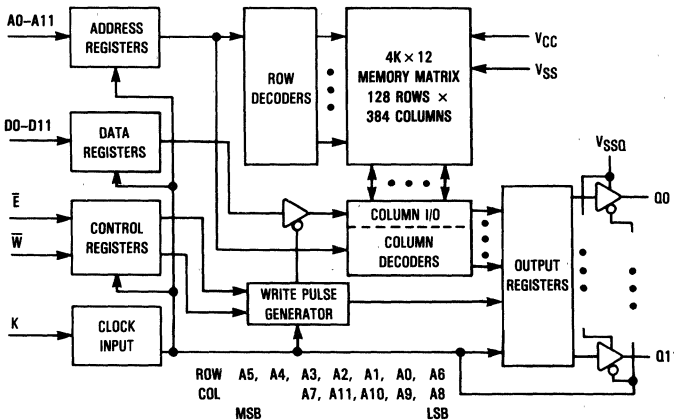 A0–A11
ADDRESS
REGISTERS
ROW
DECODERS
4K × 12
MEMORY MATRIX
128 ROWS ×
384 COLUMNS
VCC
VSS
D0–D11
DATA
REGISTERS
VSSQ
Q0
E̅
W̅
CONTROL
REGISTERS
COLUMN I/O
COLUMN
DECODERS
OUTPUT
REGISTERS
WRITE PULSE
GENERATOR
K
CLOCK
INPUT
Q11
ROW A5, A4, A3, A2, A1, A0, A6
COL A7, A11, A10, A9, A8
MSB LSB